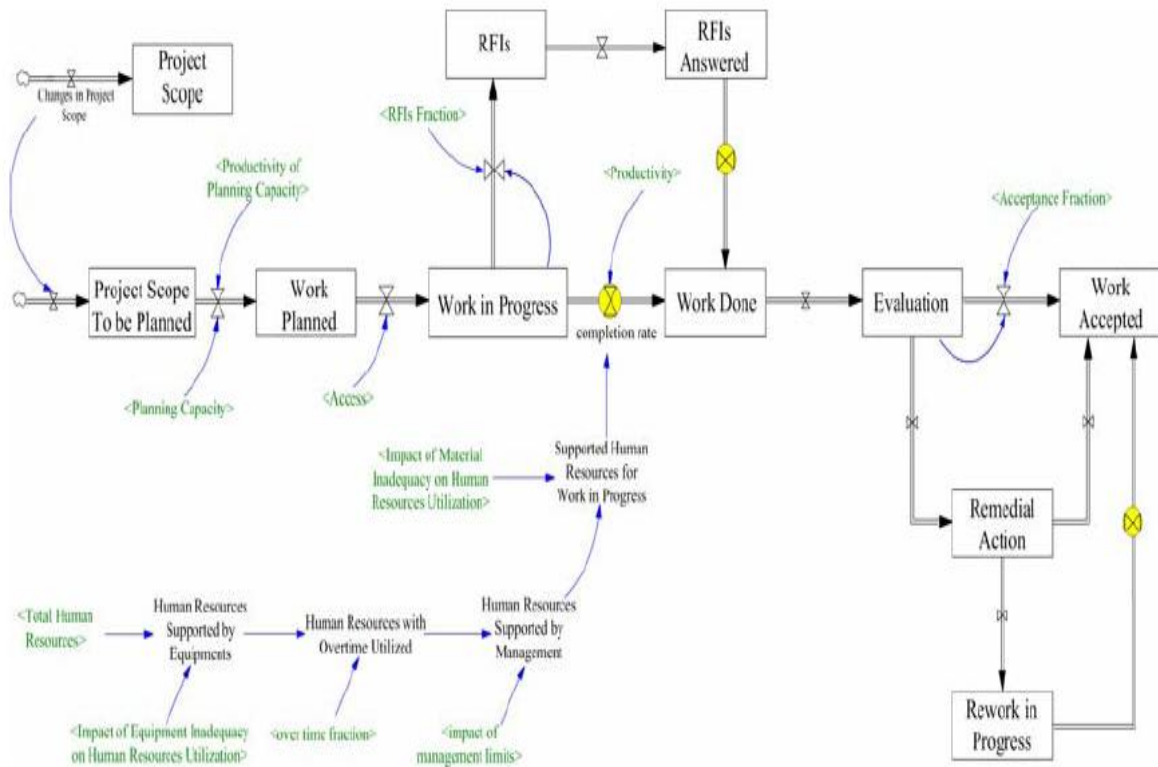 RFIs
RFIs
Answered
Project
Scope
Changes in Project
Scope
<RFIs Fraction>
<Productivity of
Planning Capacity>
<Productivity>
<Acceptance Fraction>
Project Scope
To be Planned
Work
Planned
Work in Progress
completion rate
Work Done
Evaluation
Work
Accepted
<Planning Capacity>
<Access>
<Impact of Material
Inadequacy on Human
Resources Utilization>
Supported Human
Resources for
Work in Progress
Remedial
Action
<Total Human
Resources>
Human Resources
Supported by
Equipments
Human Resources with
Overtime Utilized
Human Resources
Supported by
Management
<Impact of Equipment Inadequacy
on Human Resources Utilization>
<over time fraction>
<impact of
management limits>
Rework in
Progress